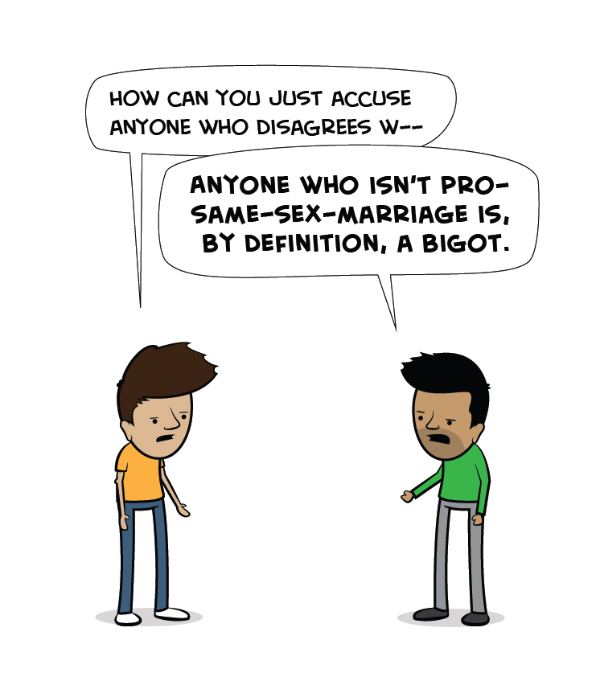 HOW CAN YOU JUST ACCUSE
ANYONE WHO DISAGREES W--
ANYONE WHO ISN'T PRO-
SAME-SEX-MARRIAGE IS,
BY DEFINITION, A BIGOT.